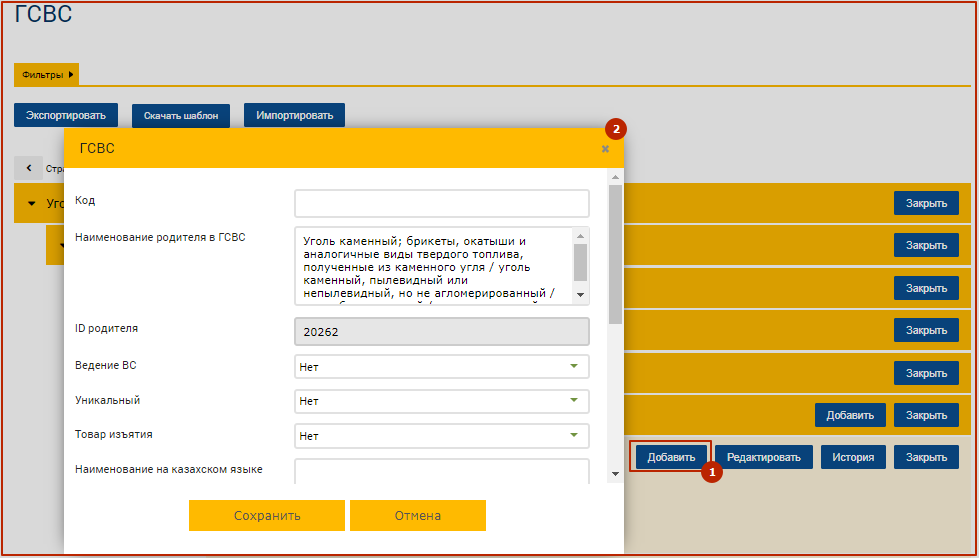 ГСВС
Фильтры
Экспортировать
Скачать шаблон
Импортировать
2
ГСВС
Код
Наименование родителя в ГСВС
Уголь каменный; брикеты, окатыши и
аналогичные виды твердого топлива,
полученные из каменного угля / уголь
каменный, пылевидный или
непылевидный, но не агломерированный /
ID родителя
20262
Ведение ВС
Нет
Уникальный
Нет
Товар изъятия
Нет
Наименование на казахском языке
Сохранить
Отмена
Закрыть
Закрыть
Закрыть
Закрыть
Закрыть
Добавить
Закрыть
Добавить
Редактировать
История
Закрыть
1